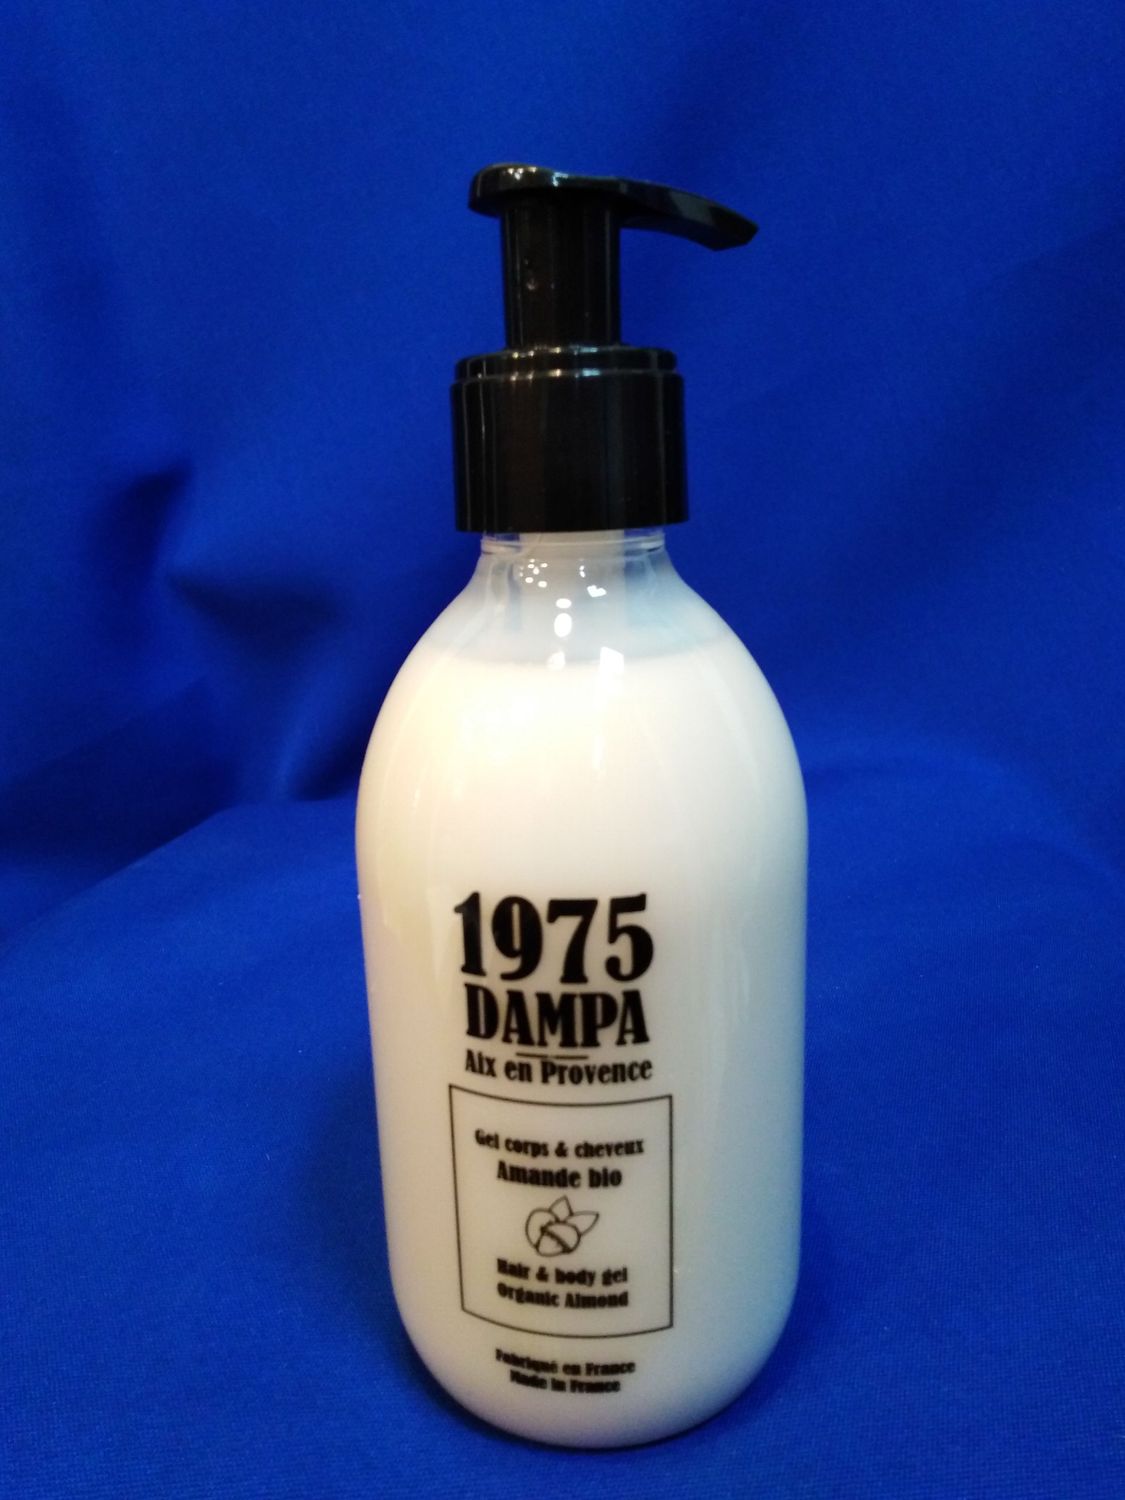 1975
DAMPA
Aix en Provence
Gel corps & cheveux
Amande bio
Hair & body gel
Organic Almond
Fabriqué en France
Made in France